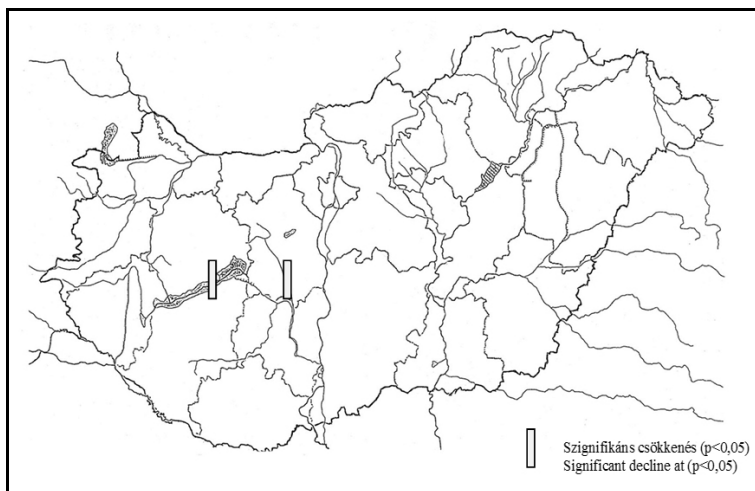 Szignifikáns csökkenés (p<0,05)
Significant decline at (p<0,05)